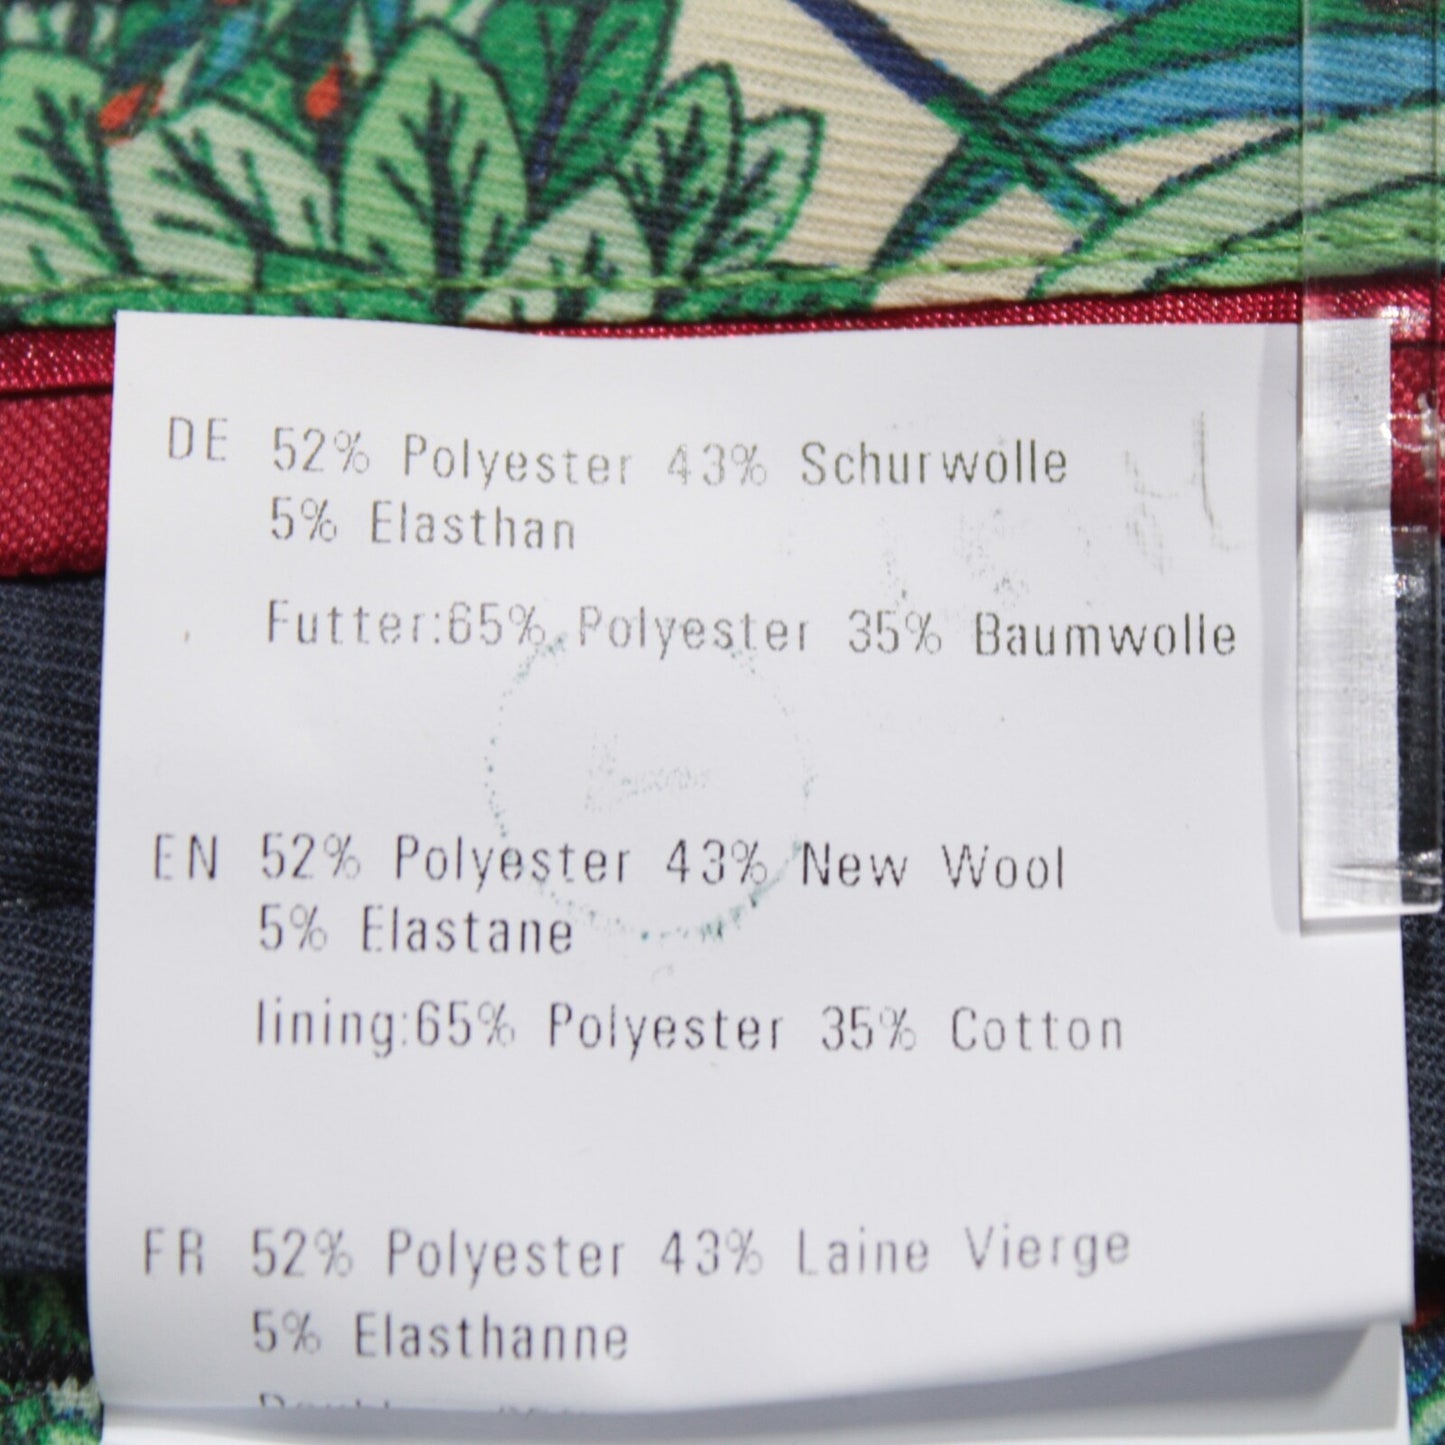 DE 52% Polyester 43% Schurwolle
5% Elasthan
Futter:65% Polyester 35% Baumwolle
EN 52% Polyester 43% New Wool
5% Elastane
lining:65% Polyester 35% Cotton
FR 52% Polyester 43% Laine Vierge
5% Elasthanne